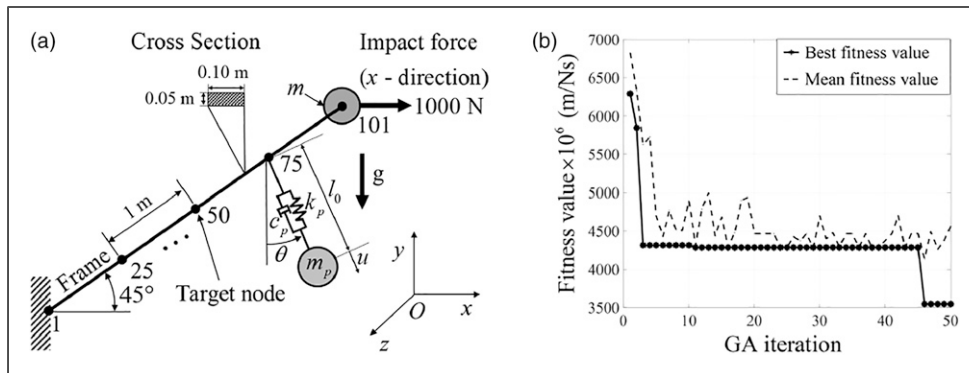 (a)
Cross Section
0.10 m
0.05 m
Impact force
(x - direction)
1000 N
m
101
75
g
1 m
50
l₀
kₚ
cₚ
θ
mₚ
u
Frame
25
Target node
45°
1
y
x
O
z
(b)
Fitness value×10⁶ (m/Ns)
7000
6500
6000
5500
5000
4500
4000
3500
0
10
20
30
40
50
GA iteration
Best fitness value
Mean fitness value